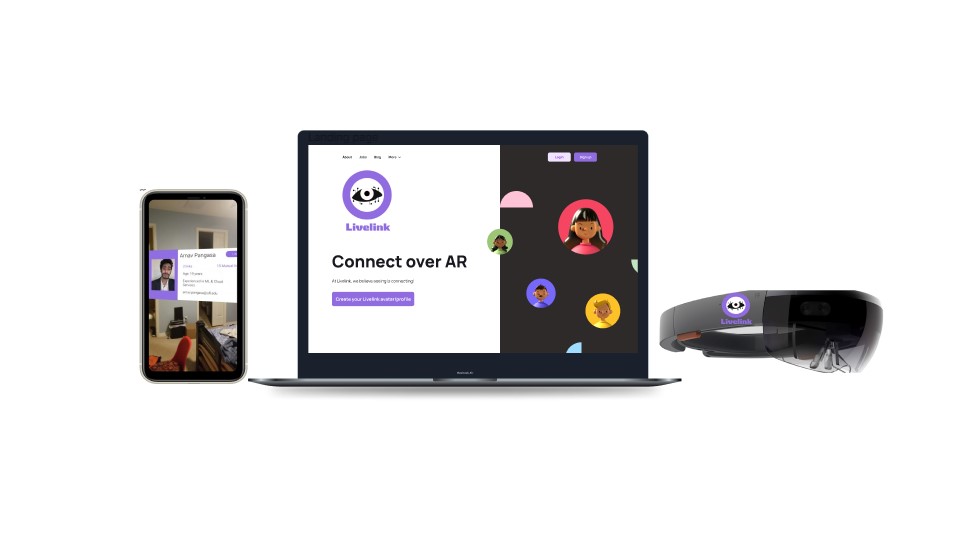 About Jobs Blog More
Login Sign up
Livelink
Connect over AR
At Livelink, we believe seeing is connecting!
Create your Livelink avatar/profile
Arnav Pangasa
Livelink